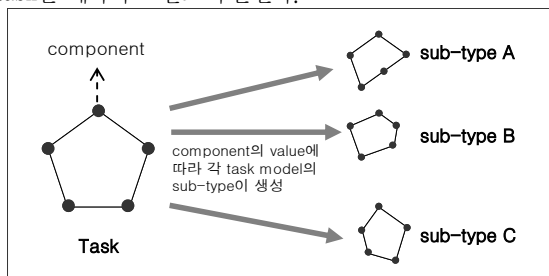 component
sub-type A
sub-type B
component의 value에
따라 각 task model의
sub-type이 생성
sub-type C
Task